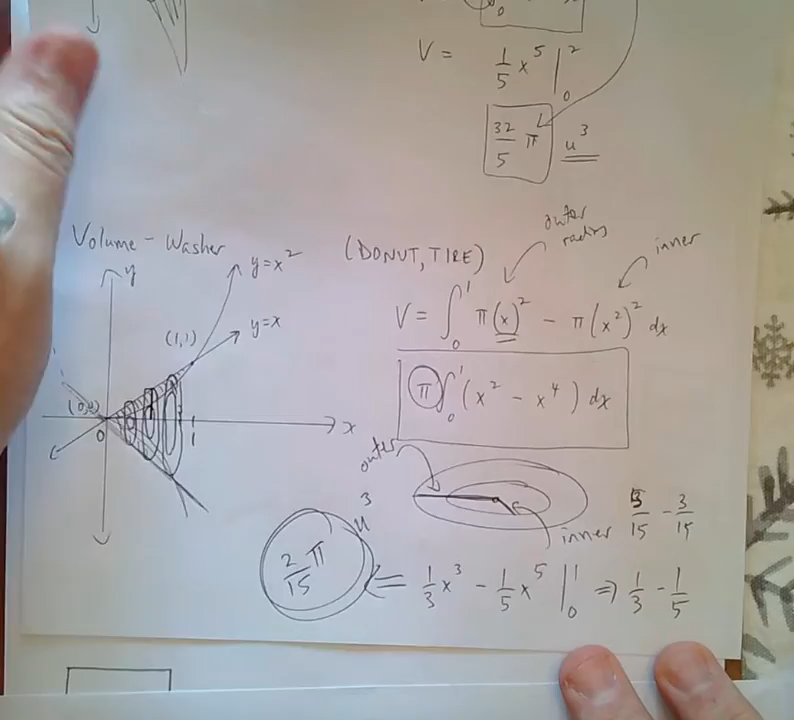 V = 1/5 x^5 |_0^2
32/5 π u^3
Volume - Washer (DONUT, TIRE)
outer radius
inner
y
y = x^2
y = x
(1,1)
(0,0)
0
1
x
V = ∫_0^1 π(x)^2 - π(x^2)^2 dx
π ∫_0^1 (x^2 - x^4) dx
outer
inner
5/15 - 3/15
2/15 π u^3 = 1/3 x^3 - 1/5 x^5 |_0^1 ⇒ 1/3 - 1/5